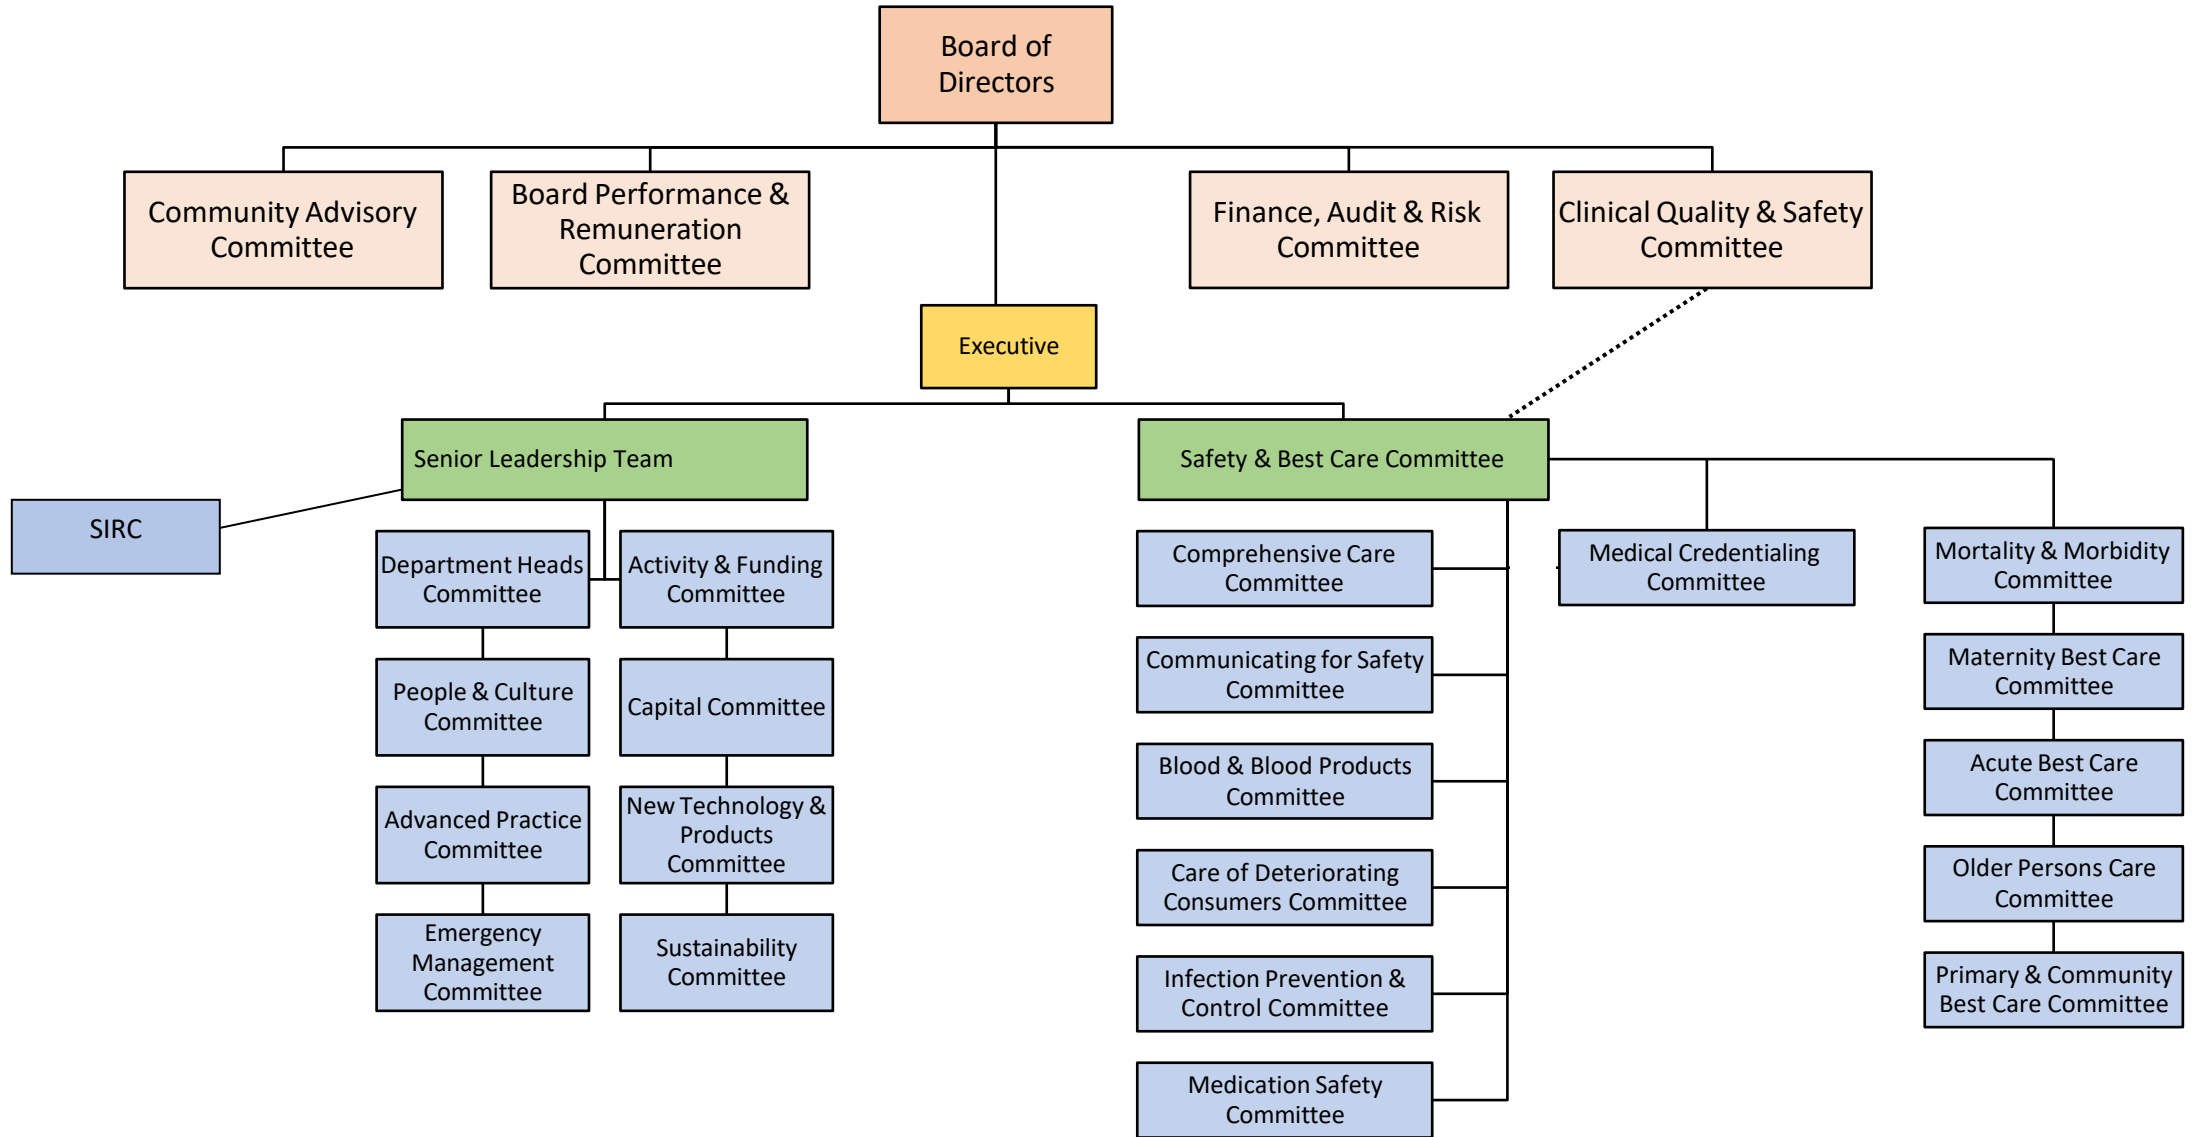 Board of
Directors
Community Advisory
Committee
Board Performance &
Remuneration
Committee
Finance, Audit & Risk
Committee
Clinical Quality & Safety
Committee
Executive
Senior Leadership Team
Safety & Best Care Committee
SIRC
Department Heads
Committee
Activity & Funding
Committee
People & Culture
Committee
Capital Committee
Advanced Practice
Committee
New Technology &
Products
Committee
Emergency
Management
Committee
Sustainability
Committee
Comprehensive Care
Committee
Communicating for Safety
Committee
Blood & Blood Products
Committee
Care of Deteriorating
Consumers Committee
Infection Prevention &
Control Committee
Medication Safety
Committee
Medical Credentialing
Committee
Mortality & Morbidity
Committee
Maternity Best Care
Committee
Acute Best Care
Committee
Older Persons Care
Committee
Primary & Community
Best Care Committee